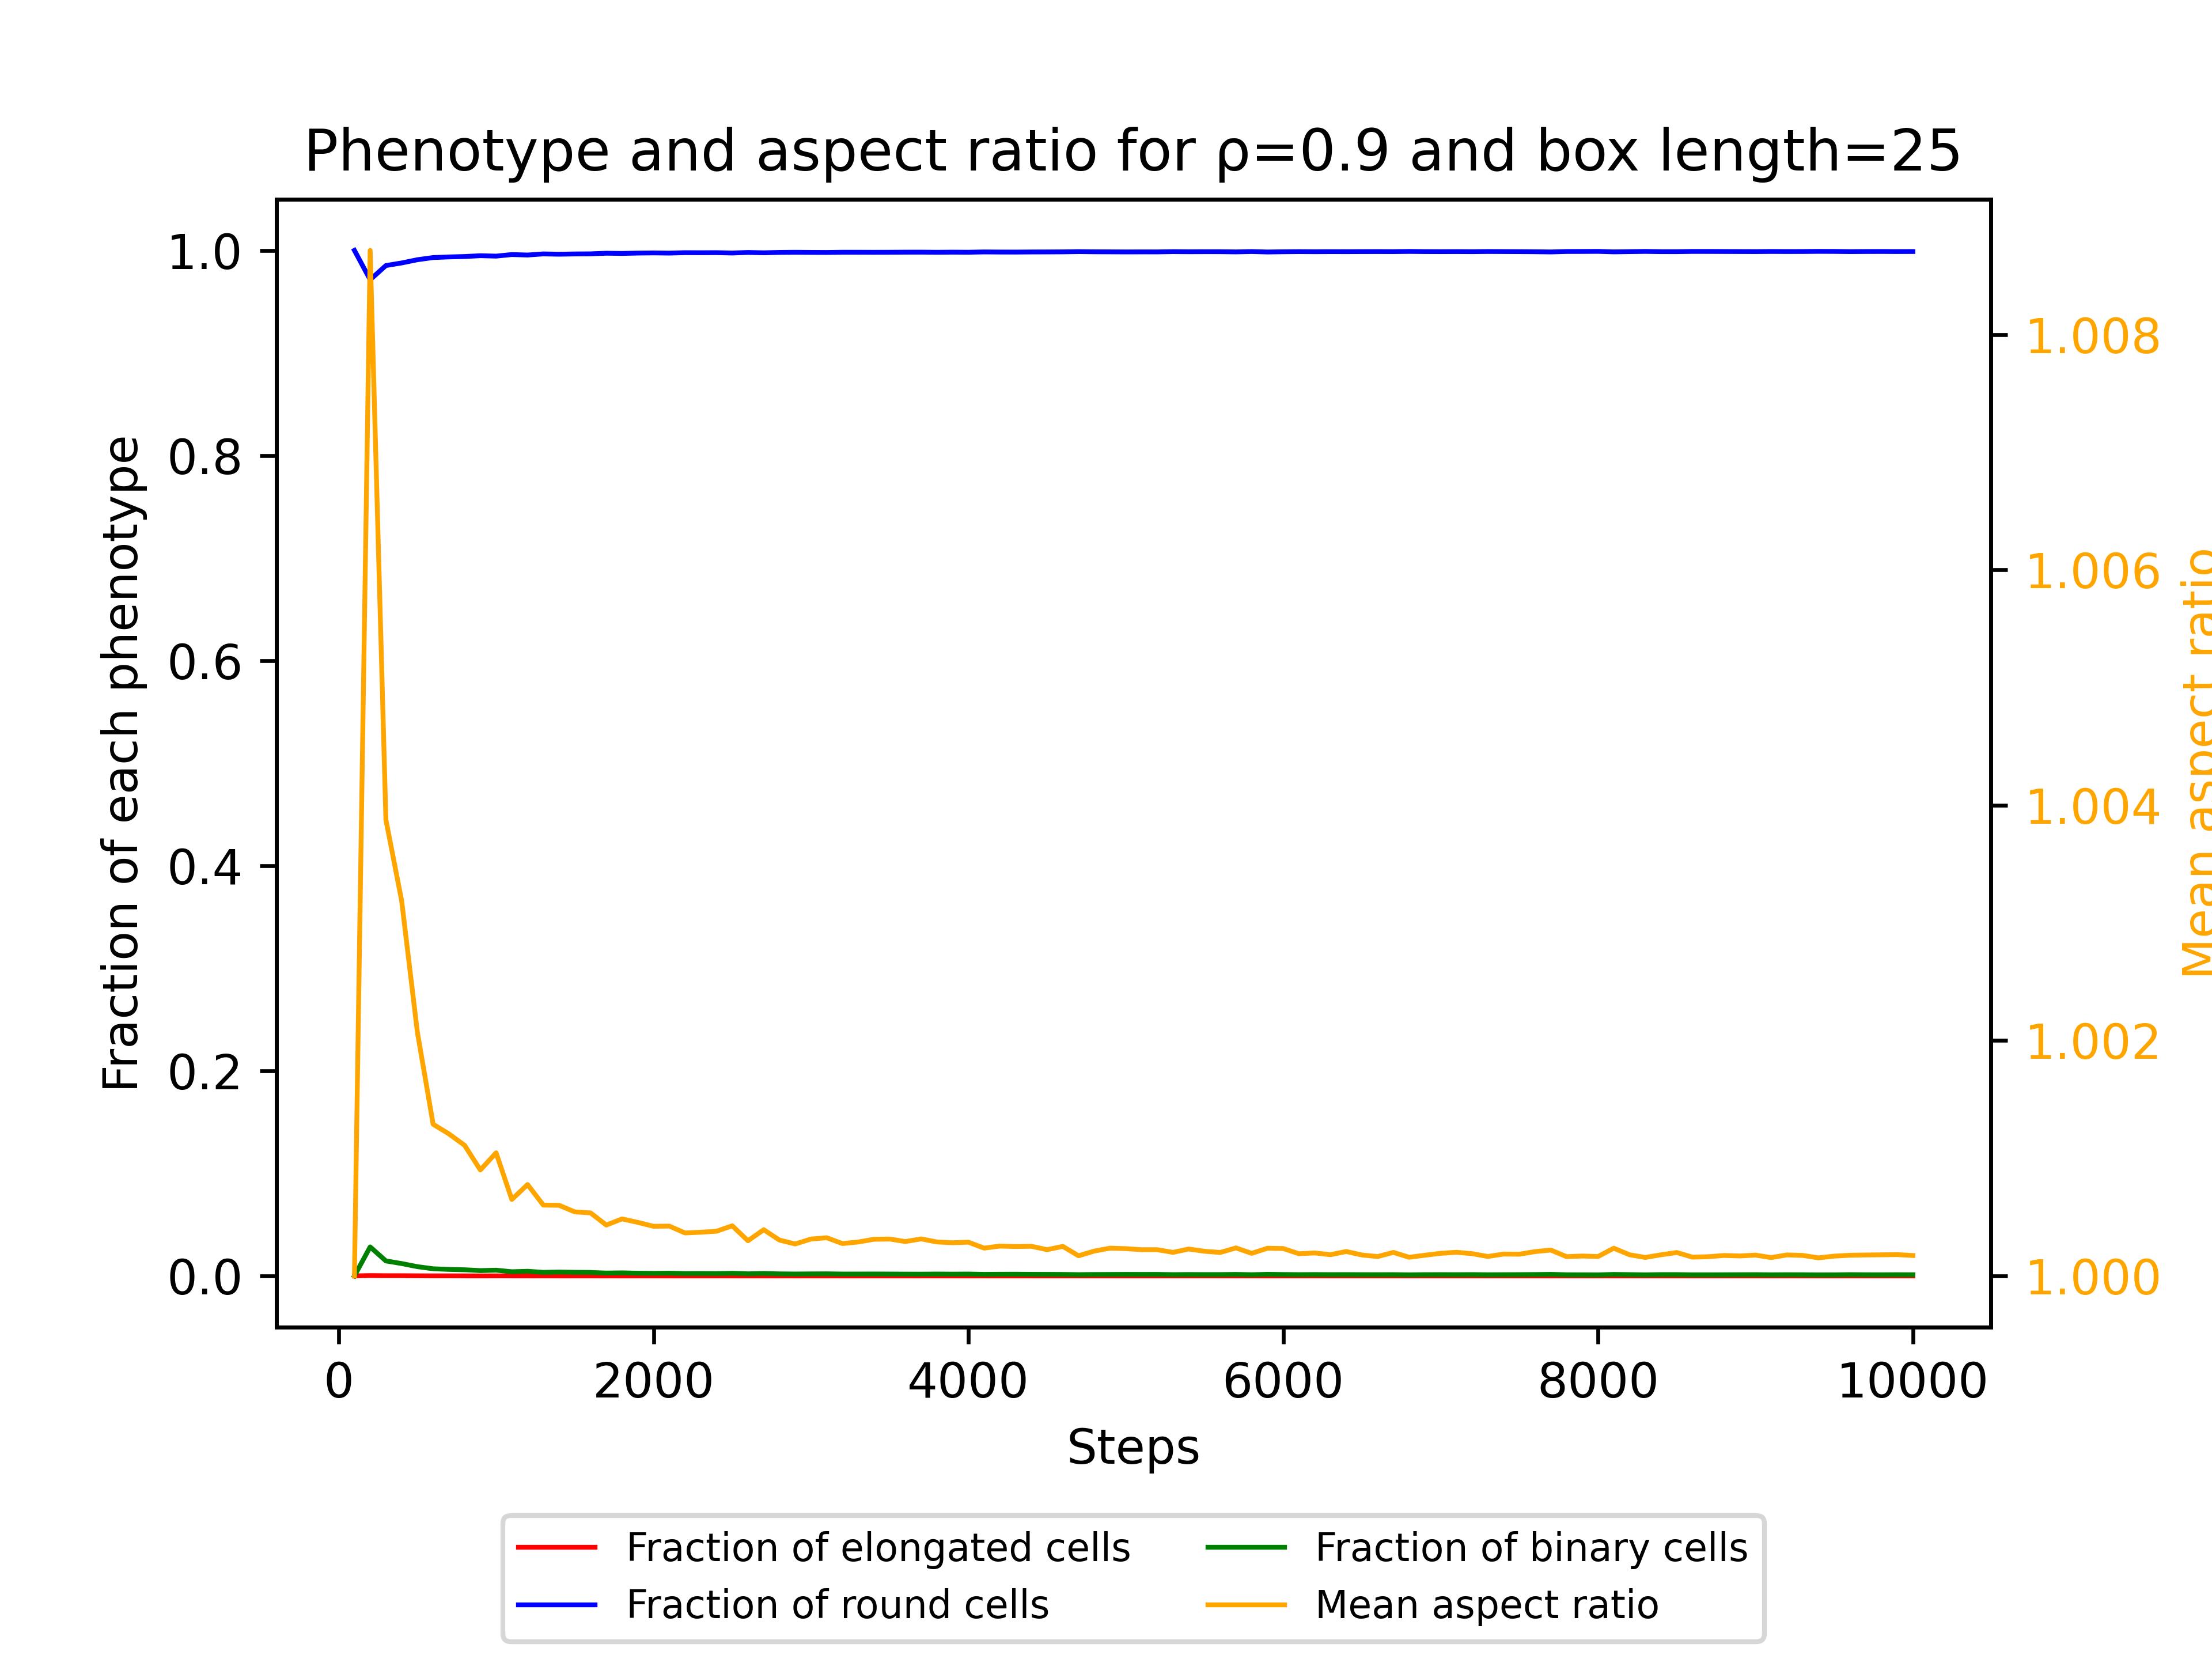 Phenotype and aspect ratio for ρ=0.9 and box length=25
Fraction of each phenotype
1.0
0.8
0.6
0.4
0.2
0.0
1.008
1.006
1.004
1.002
1.000
Mean aspect ratio
0 2000 4000 6000 8000 10000
Steps
Fraction of elongated cells
Fraction of round cells
Fraction of binary cells
Mean aspect ratio